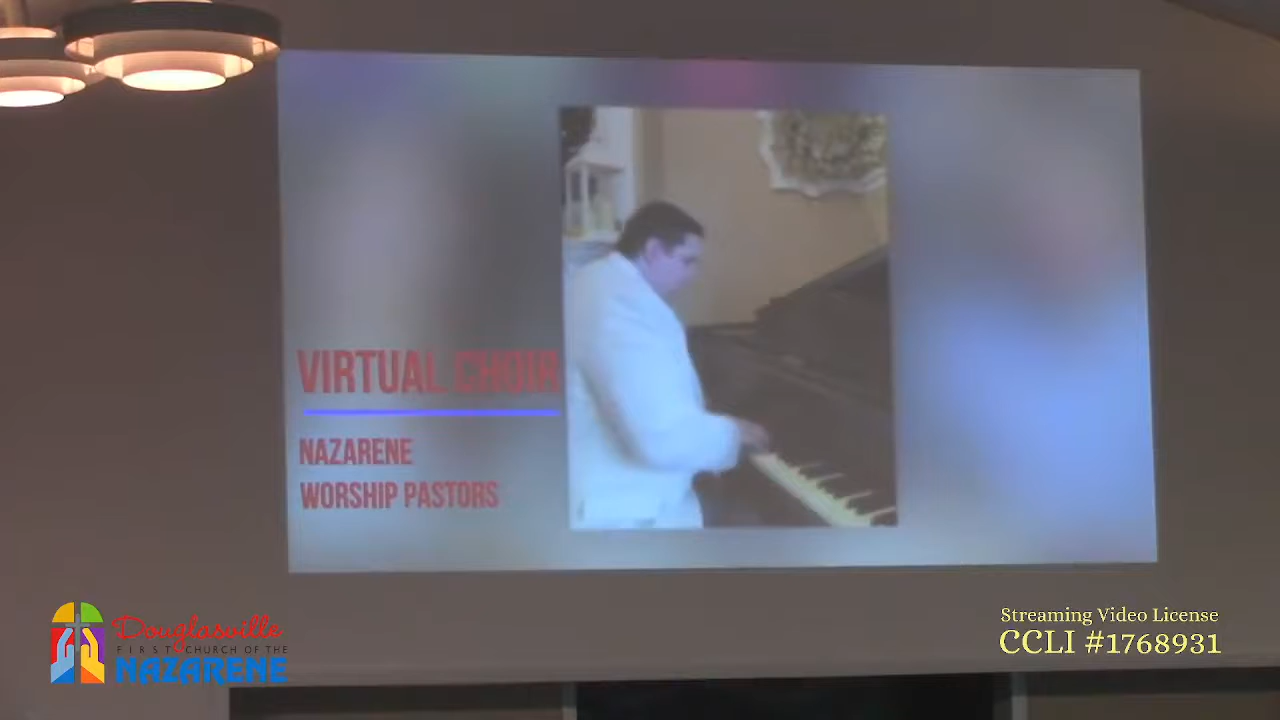 VIRTUAL CHOIR
NAZARENE
WORSHIP PASTORS
Douglasville
FIRST CHURCH OF THE
NAZARENE
Streaming Video License
CCLI #1768931